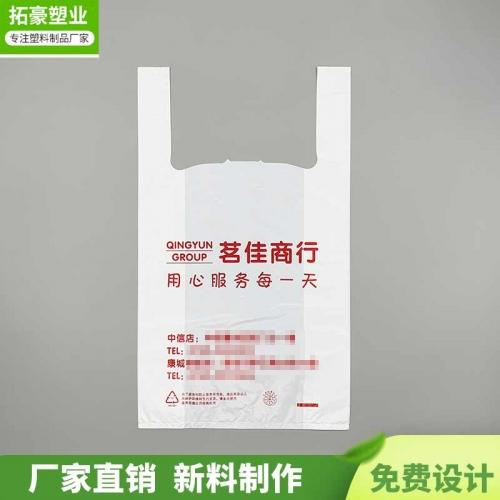 拓豪塑业
专注塑料制品厂家
QINGYUN
GROUP
茗佳商行
用心服务每一天
中信店：
TEL：
康城
TEL：
厂家直销 新料制作
免费设计